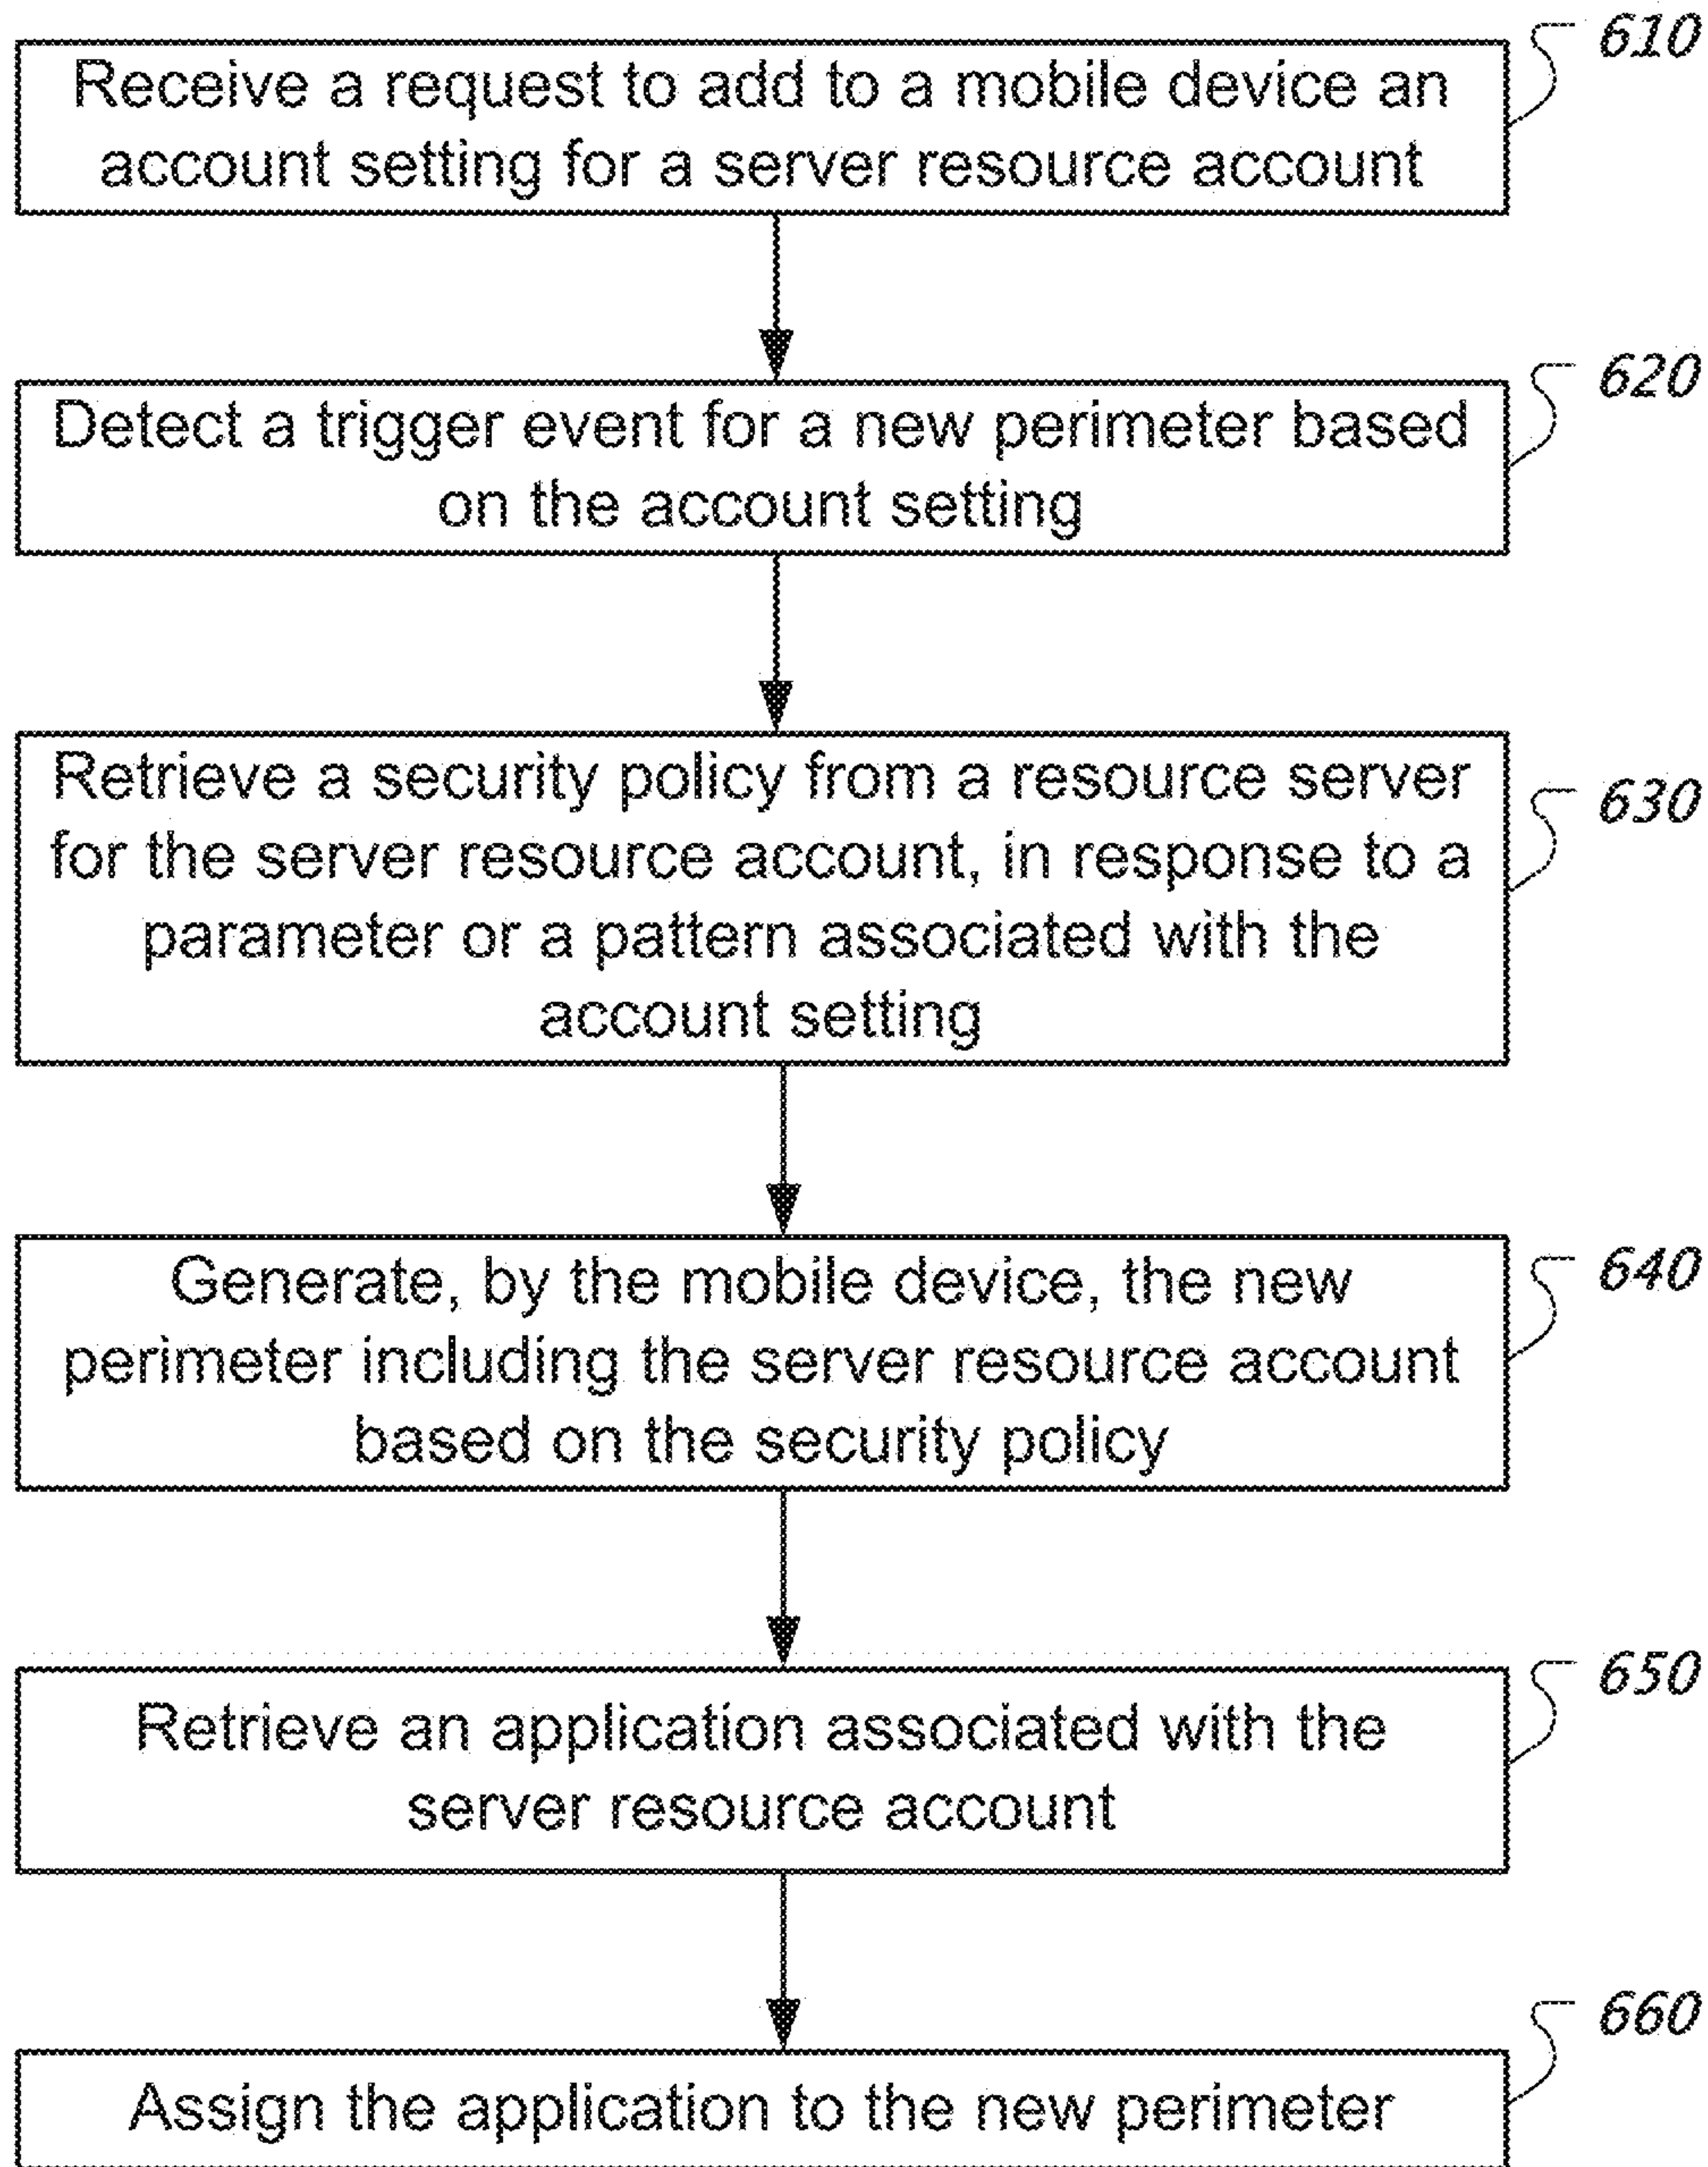 610
Receive a request to add to a mobile device an
account setting for a server resource account
620
Detect a trigger event for a new perimeter based
on the account setting
630
Retrieve a security policy from a resource server
for the server resource account, in response to a
parameter or a pattern associated with the
account setting
640
Generate, by the mobile device, the new
perimeter including the server resource account
based on the security policy
650
Retrieve an application associated with the
server resource account
660
Assign the application to the new perimeter